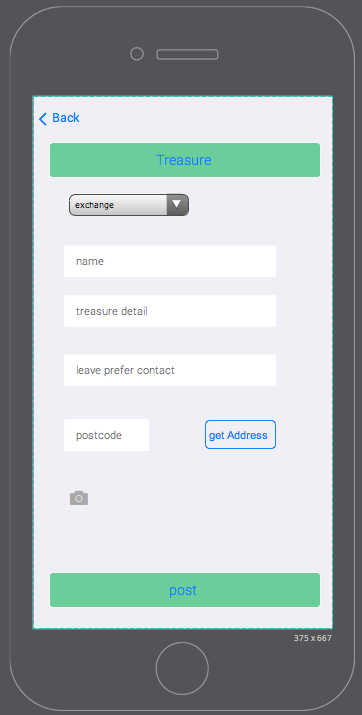 Back
Treasure
exchange
name
treasure detail
leave prefer contact
postcode
get Address
post
375 x 667